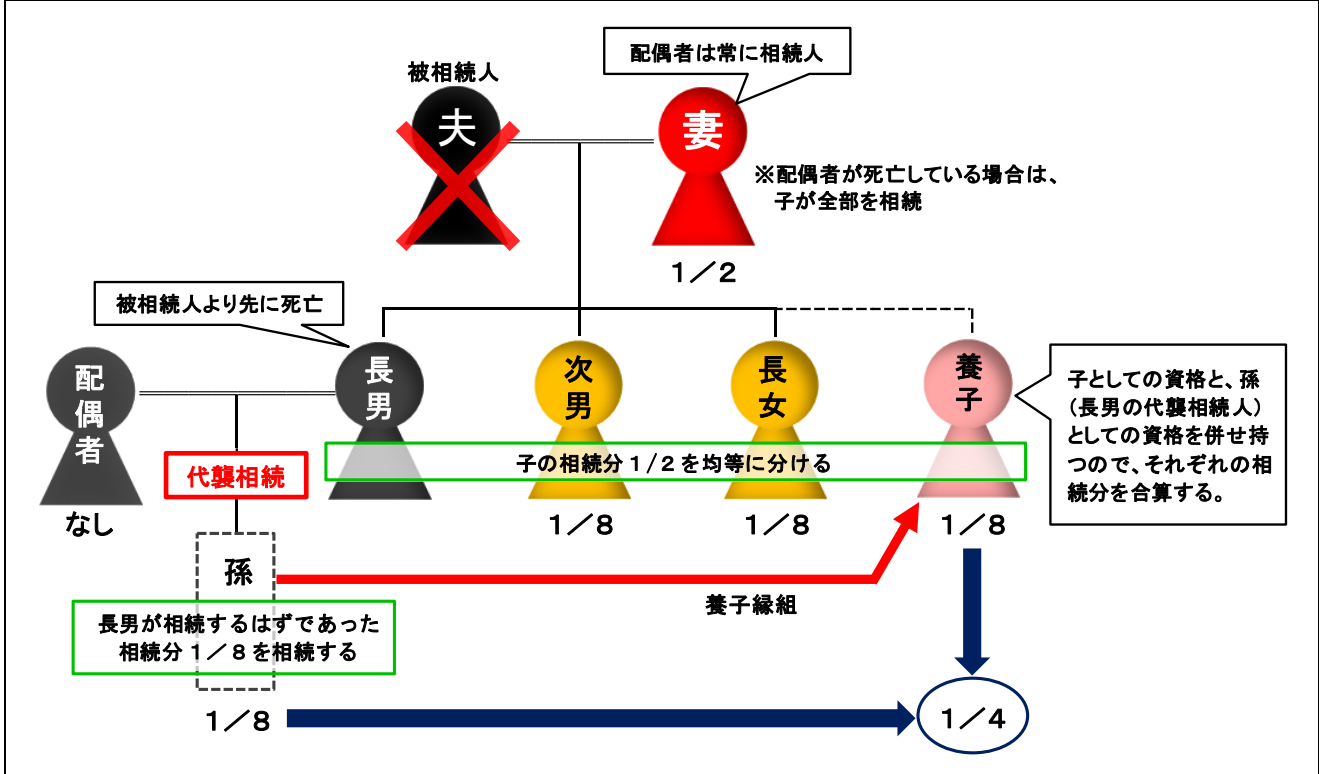 配偶者は常に相続人
被相続人
夫
妻
※配偶者が死亡している場合は、
子が全部を相続
1/2
被相続人より先に死亡
配偶者
長男
次男
長女
養子
子としての資格と、孫
(長男の代襲相続人)
としての資格を併せ持
つので、それぞれの相
続分を合算する。
代襲相続
子の相続分1/2を均等に分ける
なし
1/8
1/8
1/8
孫
養子縁組
長男が相続するはずであった
相続分1/8を相続する
1/8
1/4